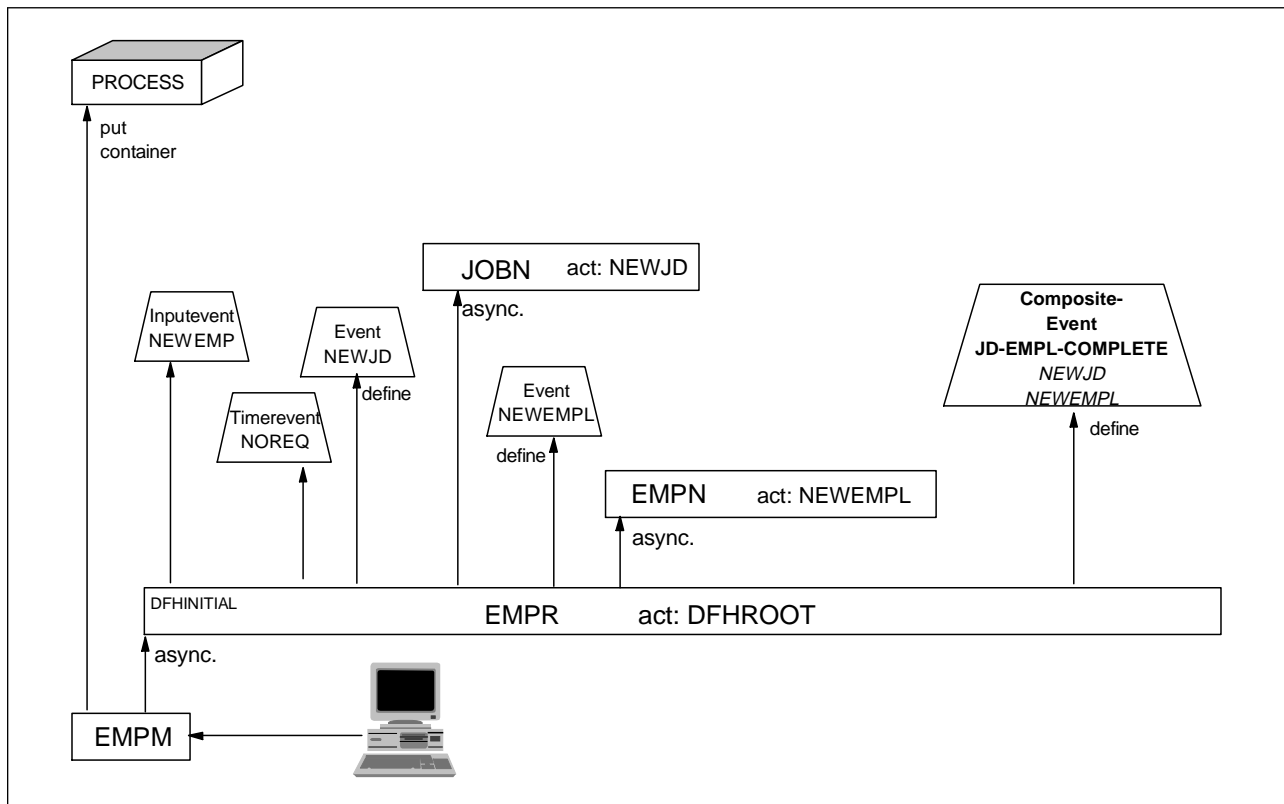 PROCESS
put
container
JOBN act: NEWJD
async.
Inputevent
NEWEMP
Event
NEWJD
define
Timerevent
NOREQ
Event
NEWEMPL
define
Composite-
Event
JD-EMPL-COMPLETE
NEWJD
NEWEMPL
define
EMPN act: NEWEMPL
async.
DFHINITIAL
EMPR act: DFHROOT
async.
EMPM